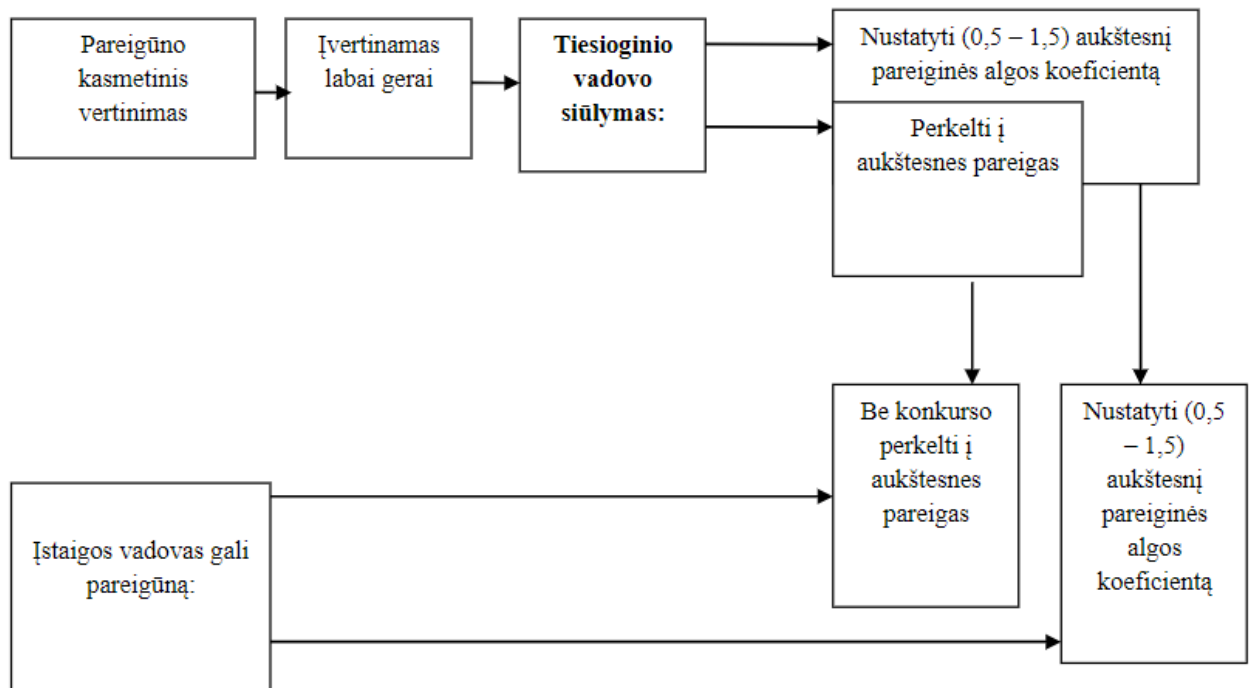 Pareigūno
kasmetinis
vertinimas
Įvertinamas
labai gerai
Tiesioginio
vadovo
siūlymas:
Nustatyti (0,5 – 1,5) aukštesnį
pareiginės algos koeficientą
Perkelti į
aukštesnes pareigas
Be konkurso
perkelti į
aukštesnes
pareigas
Nustatyti (0,5
– 1,5)
aukštesnį
pareiginės
algos
koeficientą
Įstaigos vadovas gali
pareigūną: